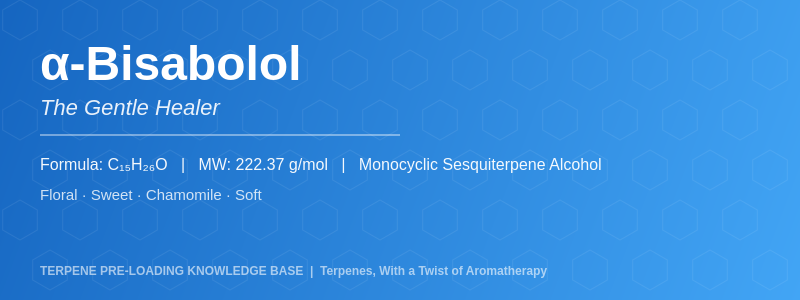 α-Bisabolol
The Gentle Healer
Formula: C₁₅H₂₆O | MW: 222.37 g/mol | Monocyclic Sesquiterpene Alcohol
Floral · Sweet · Chamomile · Soft
TERPENE PRE-LOADING KNOWLEDGE BASE | Terpenes, With a Twist of Aromatherapy